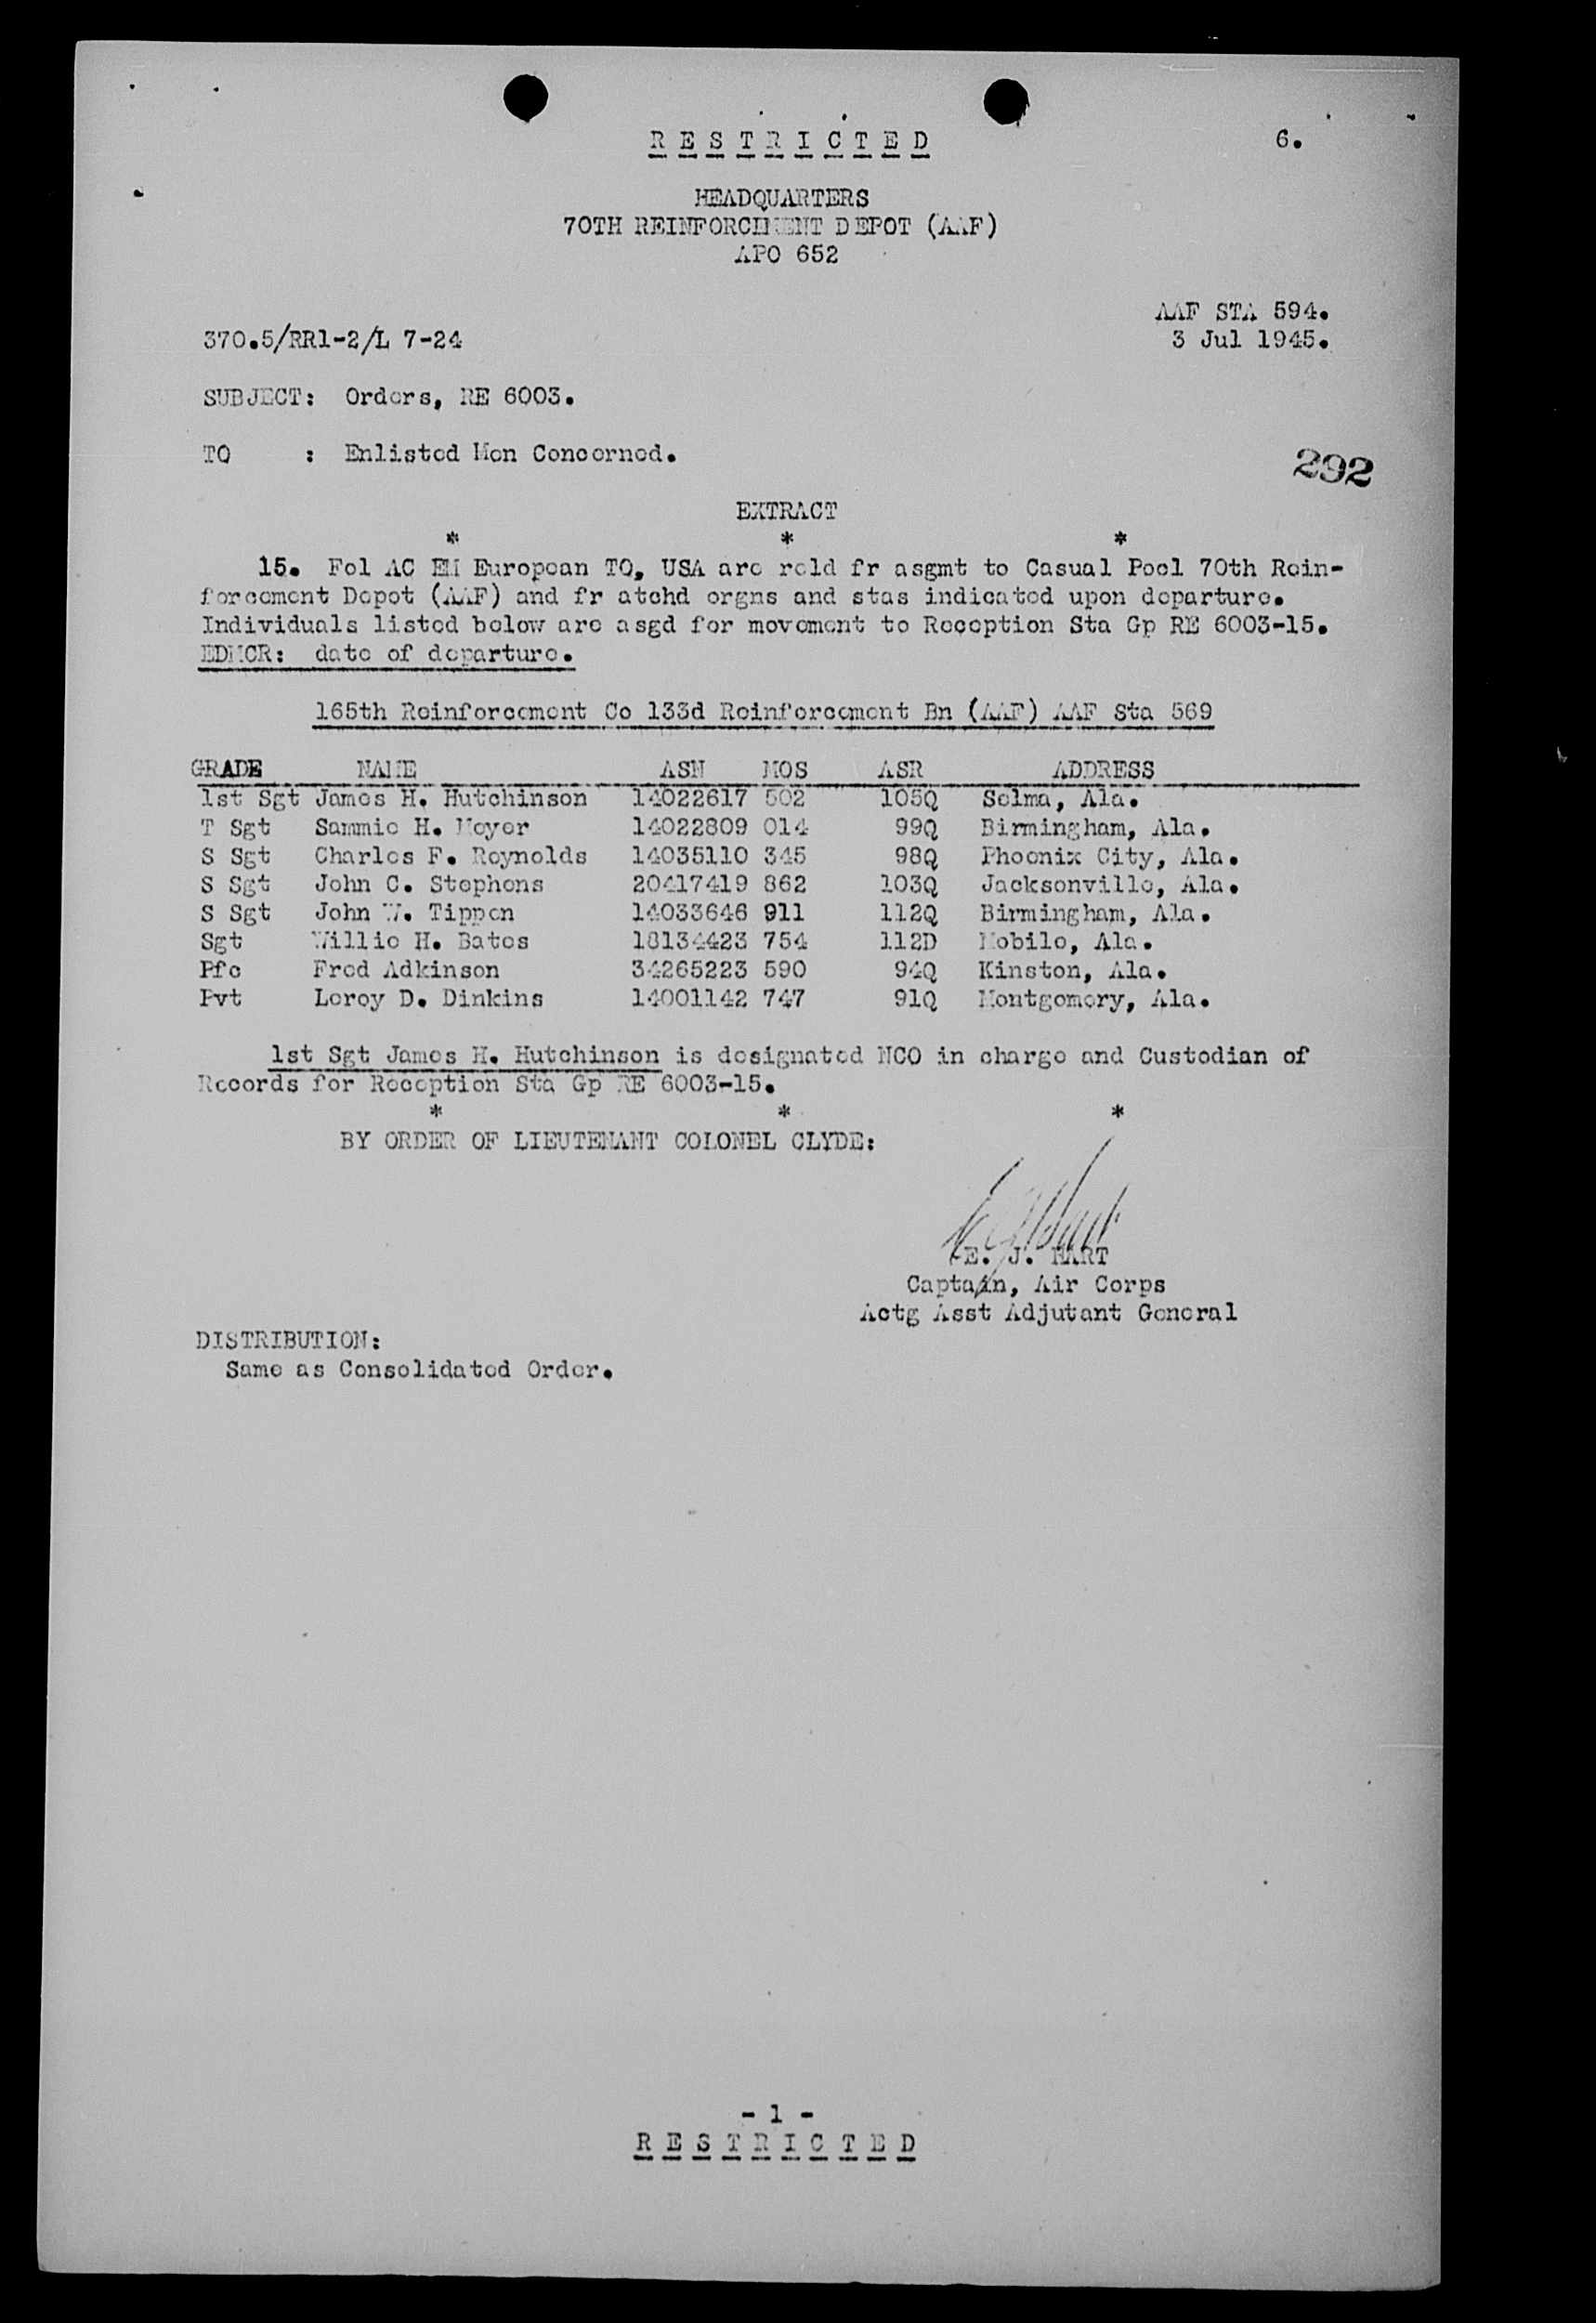 RESTRICTED
6.
HEADQUARTERS
70TH REINFORCEMENT DEPOT (AAF)
APO 652
AAF STA 594.
370.5/RR1-2/L 7-24
3 Jul 1945.
SUBJECT: Orders, RE 6003.
TO : Enlisted Men Concerned.
292
EXTRACT
* * *
15. Fol AC EM European TO, USA are reld fr asgmt to Casual Pool 70th Rein-
forcement Depot (AAF) and fr atchd orgns and stas indicated upon departure.
Individuals listed below are asgd for movement to Reception Sta Gp RE 6003-15.
EDMCR: date of departure.
165th Reinforcement Co 133d Reinforcement Bn (AAF) AAF Sta 569
GRADE NAME ASN MOS ASR ADDRESS
1st Sgt James H. Hutchinson 14022617 502 105Q Selma, Ala.
T Sgt Sammie H. Meyer 14022809 014 99Q Birmingham, Ala.
S Sgt Charles F. Reynolds 14035110 345 98Q Phoenix City, Ala.
S Sgt John C. Stephens 20417419 862 103Q Jacksonville, Ala.
S Sgt John W. Tippen 14033646 911 112Q Birmingham, Ala.
Sgt Willie H. Bates 18134423 754 112D Mobile, Ala.
Pfc Fred Adkinson 34265223 590 94Q Kinston, Ala.
Pvt Leroy D. Dinkins 14001142 747 91Q Montgomery, Ala.
1st Sgt James H. Hutchinson is designated NCO in charge and Custodian of
Records for Reception Sta Gp RE 6003-15.
* * *
BY ORDER OF LIEUTENANT COLONEL CLYDE:
E. J. HART
Captain, Air Corps
Actg Asst Adjutant General
DISTRIBUTION:
Same as Consolidated Order.
- 1 -
RESTRICTED